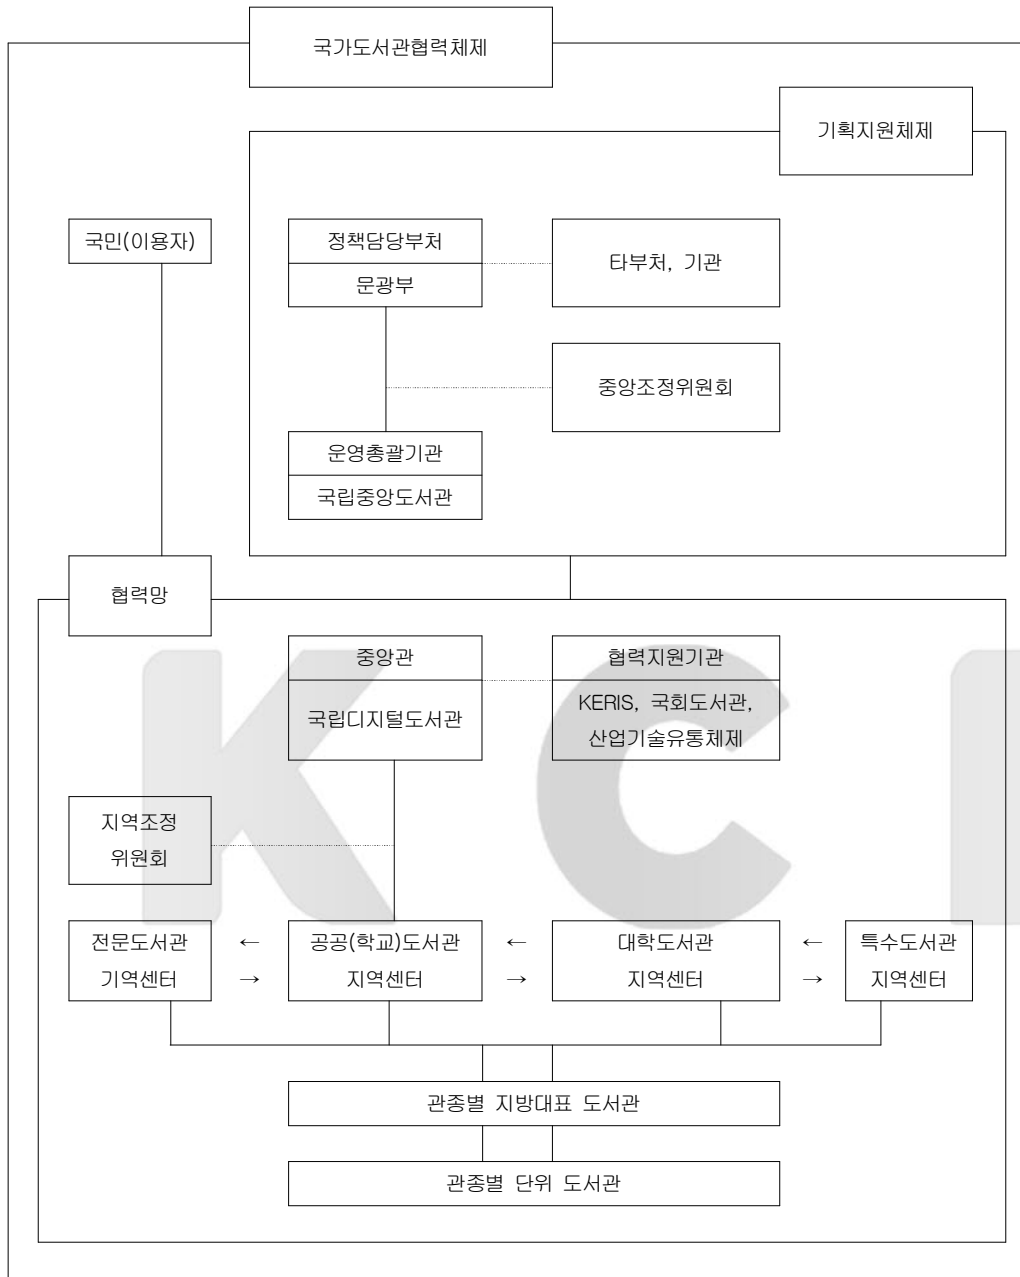 국가도서관협력체제
기획지원체제
국민(이용자)
정책담당부처
문광부
타부처, 기관
중앙조정위원회
운영총괄기관
국립중앙도서관
협력망
중앙관
국립디지털도서관
협력지원기관
KERIS, 국회도서관,
산업기술유통체제
지역조정
위원회
전문도서관
기역센터
←
→
공공(학교)도서관
지역센터
←
→
대학도서관
지역센터
←
→
특수도서관
지역센터
관종별 지방대표 도서관
관종별 단위 도서관
KCI